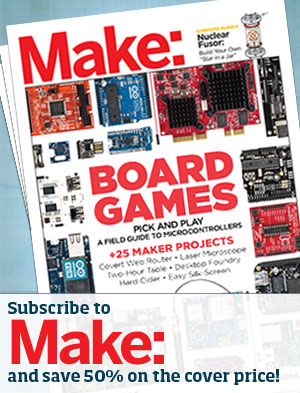 Make:
COMPLETE PLANS
Nuclear
Fusor:
Build Your Own
"Star in a Jar"
BOARD
GAMES
PICK AND PLAY
A FIELD GUIDE TO MICROCONTROLLERS
+25 MAKER PROJECTS
Covert Web Router • Laser Microscope
Two-Hour Table • Desktop Foundry
Hard Cider • Easy Silk-Screen
Subscribe to
Make:
and save 50% on the cover price!